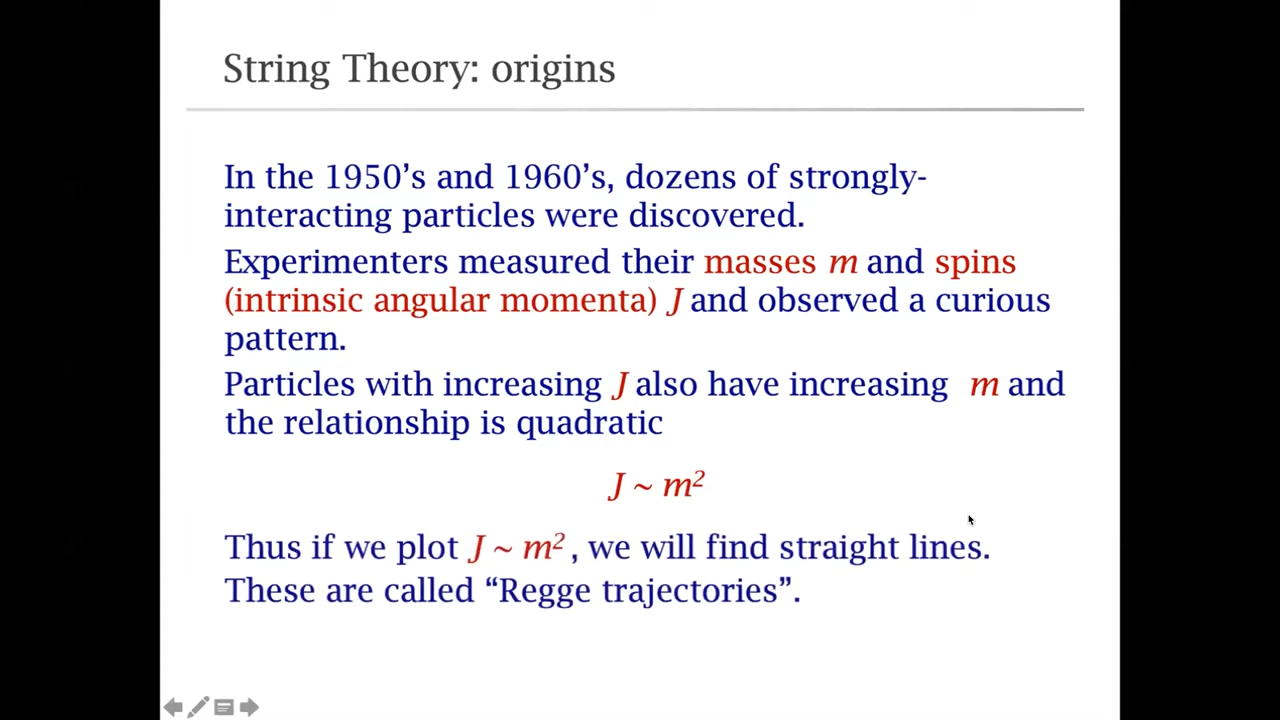 String Theory: origins
In the 1950’s and 1960’s, dozens of strongly-
interacting particles were discovered.
Experimenters measured their masses m and spins
(intrinsic angular momenta) J and observed a curious
pattern.
Particles with increasing J also have increasing m and
the relationship is quadratic
J ~ m²
Thus if we plot J ~ m² , we will find straight lines.
These are called “Regge trajectories”.